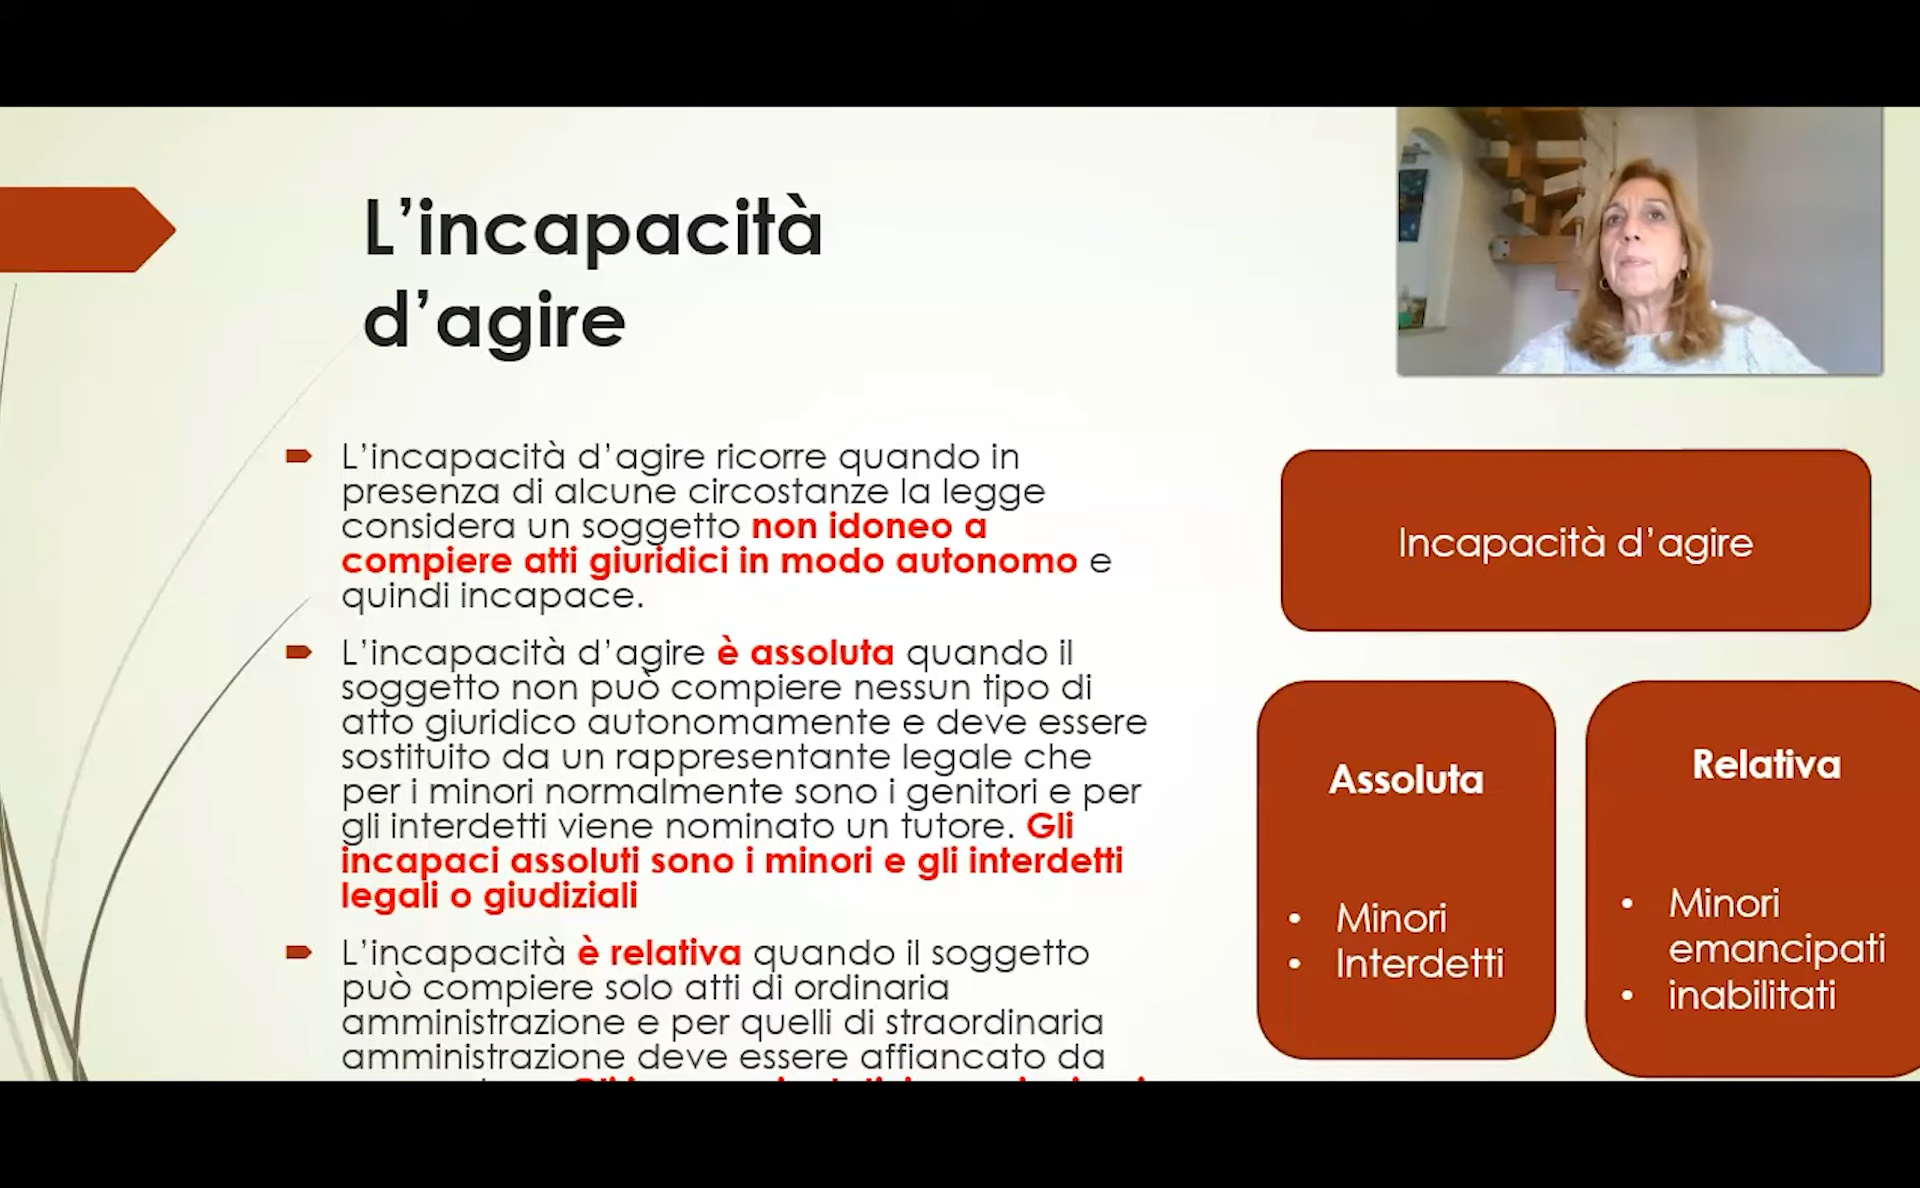 L’incapacità
d’agire
L’incapacità d’agire ricorre quando in
presenza di alcune circostanze la legge
considera un soggetto non idoneo a
compiere atti giuridici in modo autonomo e
quindi incapace.
L’incapacità d’agire è assoluta quando il
soggetto non può compiere nessun tipo di
atto giuridico autonomamente e deve essere
sostituito da un rappresentante legale che
per i minori normalmente sono i genitori e per
gli interdetti viene nominato un tutore. Gli
incapaci assoluti sono i minori e gli interdetti
legali o giudiziali
L’incapacità è relativa quando il soggetto
può compiere solo atti di ordinaria
amministrazione e per quelli di straordinaria
amministrazione deve essere affiancato da
Incapacità d’agire
Assoluta
• Minori
• Interdetti
Relativa
• Minori
emancipati
• inabilitati